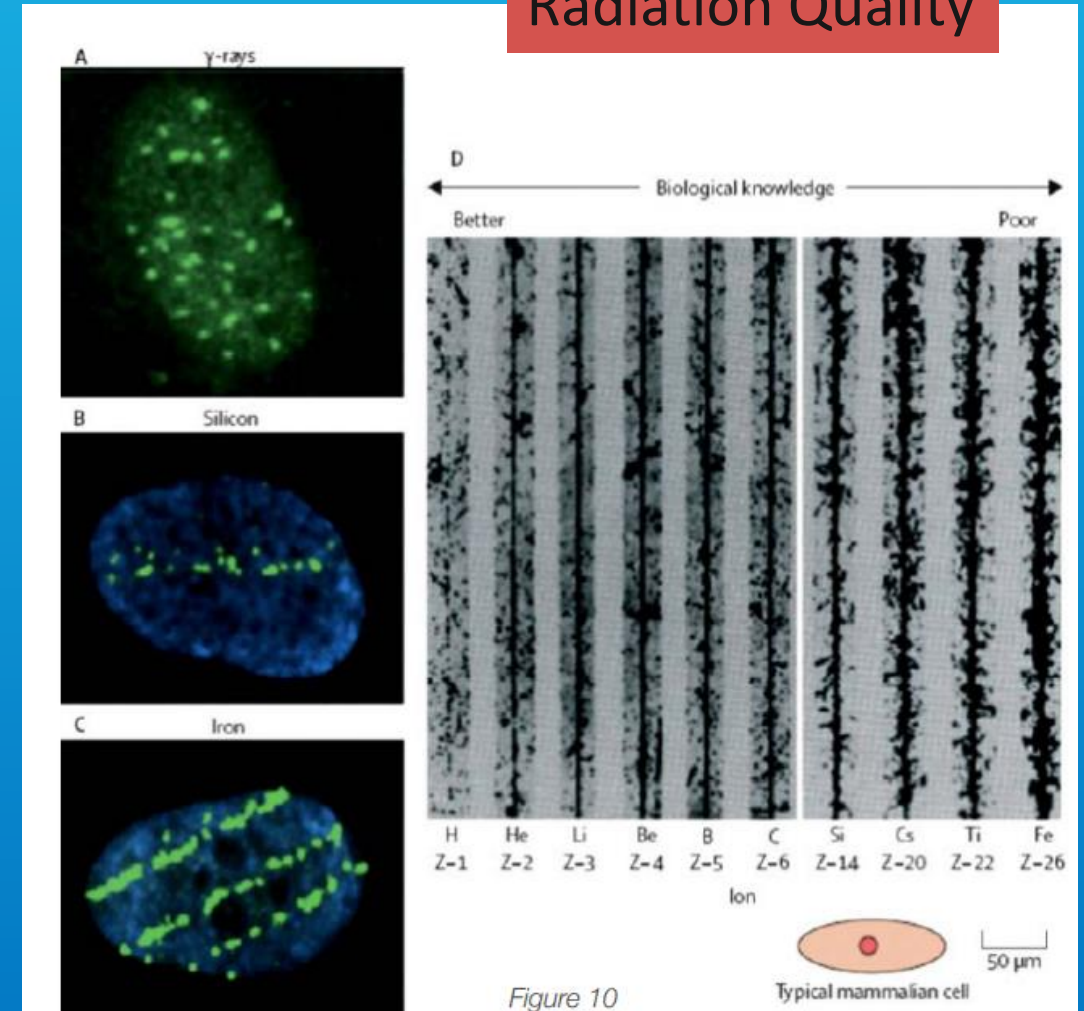 Radiation Quality
A
γ-rays
B
Silicon
C
Iron
D
Biological knowledge
Better
Poor
H He Li Be B C Si Cs Ti Fe
Z-1 Z-2 Z-3 Z-4 Z-5 Z-6 Z-14 Z-20 Z-22 Z-26
Ion
50 µm
Typical mammalian cell
Figure 10